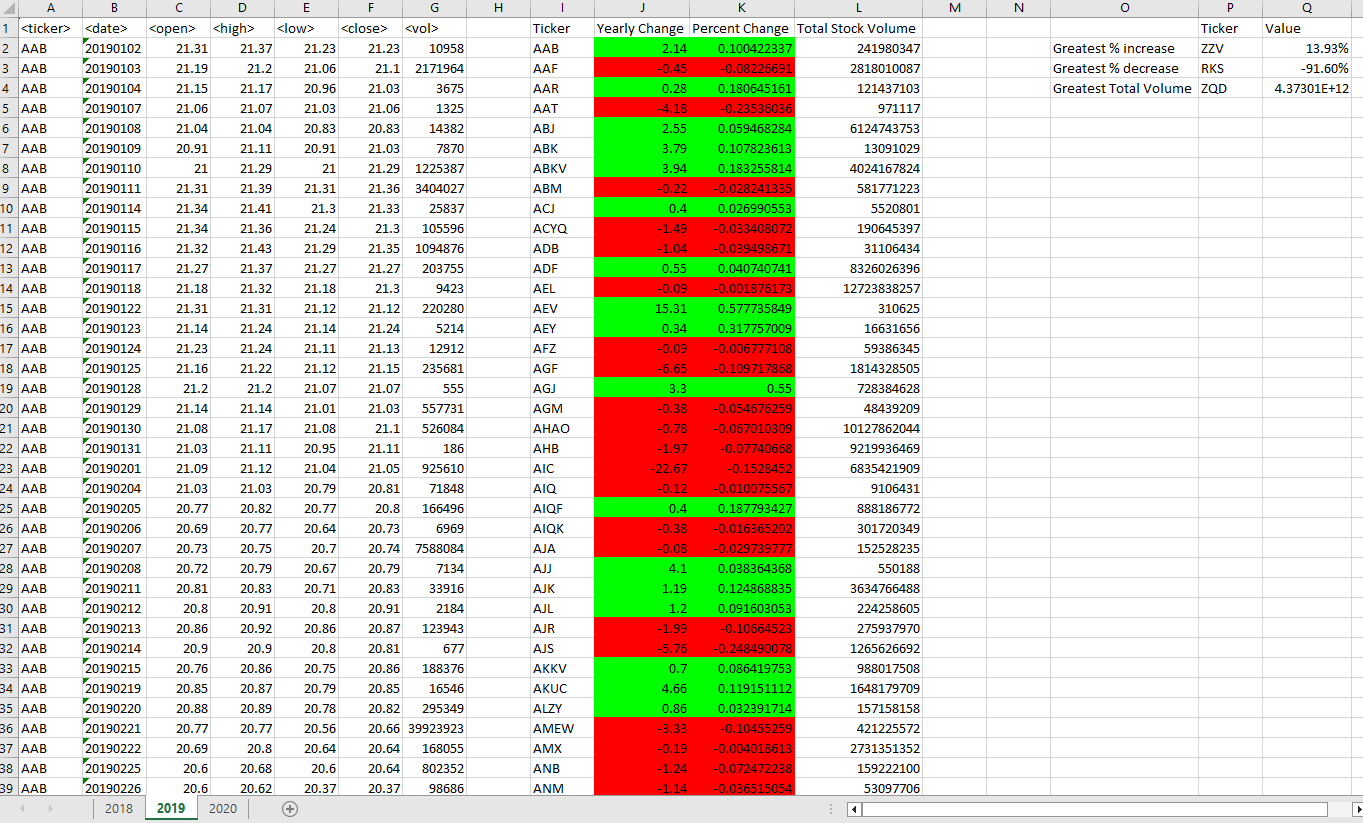 A B C D E F G H I J K L M N O P Q
1 <ticker> <date> <open> <high> <low> <close> <vol> Ticker Yearly Change Percent Change Total Stock Volume Ticker Value
2 AAB 20190102 21.31 21.37 21.23 21.23 10958 AAB 2.14 0.100422337 241980347 Greatest % increase ZZV 13.93%
3 AAB 20190103 21.19 21.2 21.06 21.1 2171964 AAF -0.45 -0.08226691 2818010087 Greatest % decrease RKS -91.60%
4 AAB 20190104 21.15 21.17 20.96 21.03 3675 AAR 0.28 0.180645161 121437103 Greatest Total Volume ZQD 4.37301E+12
5 AAB 20190107 21.06 21.07 21.03 21.06 1325 AAT -4.18 -0.23536036 971117
6 AAB 20190108 21.04 21.04 20.83 20.83 14382 ABJ 2.55 0.059468284 6124743753
7 AAB 20190109 20.91 21.11 20.91 21.03 7870 ABK 3.79 0.107823613 13091029
8 AAB 20190110 21 21.29 21 21.29 1225387 ABKV 3.94 0.183255814 4024167824
9 AAB 20190111 21.31 21.39 21.31 21.36 3404027 ABM -0.22 -0.028241335 581771223
10 AAB 20190114 21.34 21.41 21.3 21.33 25837 ACJ 0.4 0.026990553 5520801
11 AAB 20190115 21.34 21.36 21.24 21.3 105596 ACYQ -1.49 -0.033408072 190645397
12 AAB 20190116 21.32 21.43 21.29 21.35 1094876 ADB -1.04 -0.039498671 31106434
13 AAB 20190117 21.27 21.37 21.27 21.27 203755 ADF 0.55 0.040740741 8326026396
14 AAB 20190118 21.18 21.32 21.18 21.3 9423 AEL -0.09 -0.001876173 12723838257
15 AAB 20190122 21.31 21.31 21.12 21.12 220280 AEV 15.31 0.577735849 310625
16 AAB 20190123 21.14 21.24 21.14 21.24 5214 AEY 0.34 0.317757009 16631656
17 AAB 20190124 21.23 21.24 21.11 21.13 12912 AFZ -0.09 -0.006777108 59386345
18 AAB 20190125 21.16 21.22 21.12 21.15 235681 AGF -6.65 -0.109717868 1814328505
19 AAB 20190128 21.2 21.2 21.07 21.07 555 AGJ 3.3 0.55 728384628
20 AAB 20190129 21.14 21.14 21.01 21.03 557731 AGM -0.38 -0.054676259 48439209
21 AAB 20190130 21.08 21.17 21.08 21.1 526084 AHAO -0.78 -0.067010309 10127862044
22 AAB 20190131 21.03 21.11 20.95 21.11 186 AHB -1.97 -0.07740668 9219936469
23 AAB 20190201 21.09 21.12 21.04 21.05 925610 AIC -22.67 -0.1528452 6835421909
24 AAB 20190204 21.03 21.03 20.79 20.81 71848 AIQ -0.12 -0.010075567 9106431
25 AAB 20190205 20.77 20.82 20.77 20.8 166496 AIQF 0.4 0.187793427 888186772
26 AAB 20190206 20.69 20.77 20.64 20.73 6969 AIQK -0.38 -0.016365202 301720349
27 AAB 20190207 20.73 20.75 20.7 20.74 7588084 AJA -0.08 -0.029739777 152528235
28 AAB 20190208 20.72 20.79 20.67 20.79 7134 AJJ 4.1 0.038364368 550188
29 AAB 20190211 20.81 20.83 20.71 20.83 33916 AJK 1.19 0.124868835 3634766488
30 AAB 20190212 20.8 20.91 20.8 20.91 2184 AJL 1.2 0.091603053 224258605
31 AAB 20190213 20.86 20.92 20.86 20.87 123943 AJR -1.99 -0.10664523 275937970
32 AAB 20190214 20.9 20.9 20.8 20.81 677 AJS -5.76 -0.248490078 1265626692
33 AAB 20190215 20.76 20.86 20.75 20.86 188376 AKKV 0.7 0.086419753 988017508
34 AAB 20190219 20.85 20.87 20.79 20.85 16546 AKUC 4.66 0.119151112 1648179709
35 AAB 20190220 20.88 20.89 20.78 20.82 295349 ALZY 0.86 0.032391714 157158158
36 AAB 20190221 20.77 20.77 20.56 20.66 39923923 AMEW -3.33 -0.10455259 421225572
37 AAB 20190222 20.69 20.8 20.64 20.64 168055 AMX -0.19 -0.004018613 2731351352
38 AAB 20190225 20.6 20.68 20.6 20.64 802352 ANB -1.24 -0.072472238 159222100
39 AAB 20190226 20.6 20.62 20.37 20.37 98686 ANM -1.14 -0.036515054 53097706
2018 2019 2020